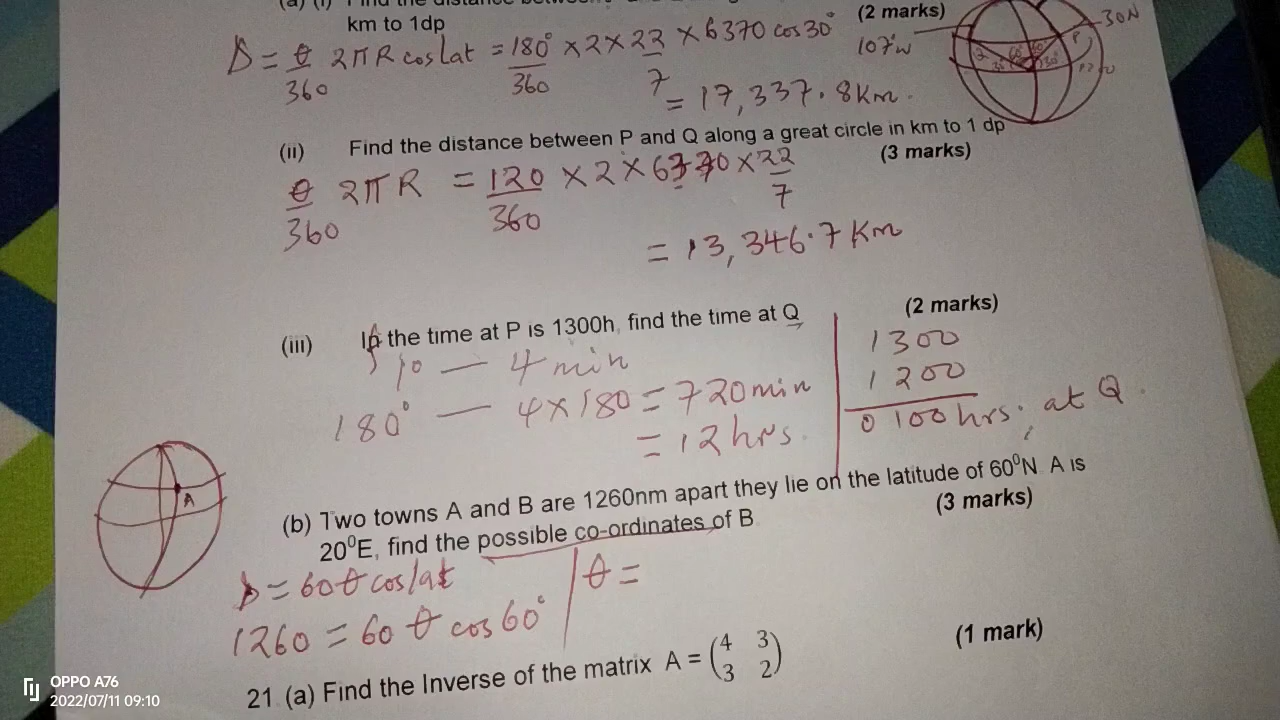 (a) (i) Find the distance between
km to 1dp
(2 marks)
D = θ/360 2πR cos lat = 180°/360 × 2 × 22/7 × 6370 cos 30°
= 17,337.8 Km.
107°W
30N
P
(ii) Find the distance between P and Q along a great circle in km to 1 dp
(3 marks)
θ/360 2πR = 120/360 × 2 × 6370 × 22/7
= 13,346.7 Km
(iii) If the time at P is 1300h, find the time at Q
(2 marks)
1° — 4 min
180° — 4 × 180 = 720 min
= 12 hrs.
1300
1200
0100 hrs, at Q.
A
(b) Two towns A and B are 1260nm apart they lie on the latitude of 60⁰N A is
20⁰E, find the possible co-ordinates of B
(3 marks)
D = 60 θ cos lat
1260 = 60 θ cos 60°
θ =
21 (a) Find the Inverse of the matrix A = (4 3
3 2)
(1 mark)
OPPO A76
2022/07/11 09:10